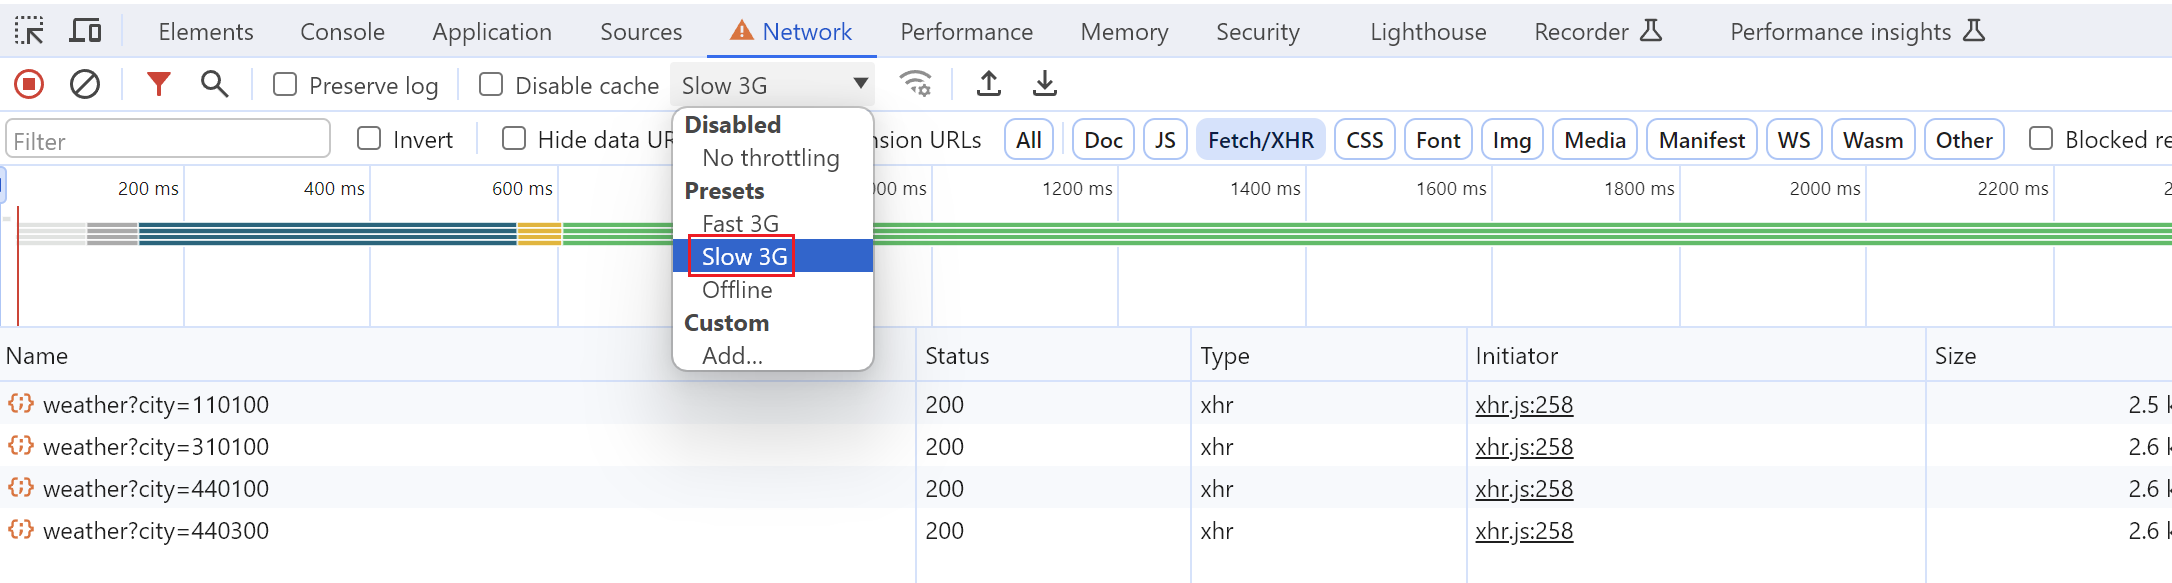 Elements Console Application Sources Network Performance Memory Security Lighthouse Recorder Performance insights
Preserve log Disable cache Slow 3G
Filter Invert Hide data UR nsion URLs All Doc JS Fetch/XHR CSS Font Img Media Manifest WS Wasm Other Blocked re
Disabled
No throttling
Presets
Fast 3G
Slow 3G
Offline
Custom
Add...
200 ms 400 ms 600 ms 000 ms 1200 ms 1400 ms 1600 ms 1800 ms 2000 ms 2200 ms 2
Name Status Type Initiator Size
weather?city=110100 200 xhr xhr.js:258 2.5 k
weather?city=310100 200 xhr xhr.js:258 2.6 k
weather?city=440100 200 xhr xhr.js:258 2.6 k
weather?city=440300 200 xhr xhr.js:258 2.6 k